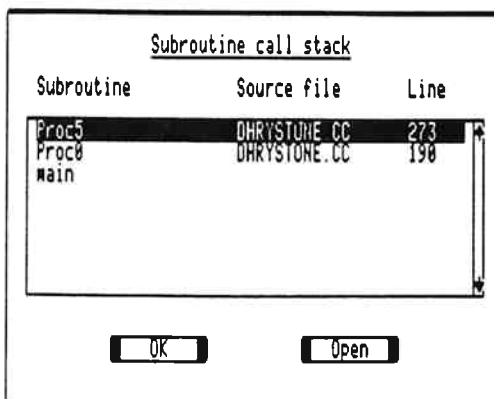 Subroutine call stack
Subroutine Source file Line
Proc5 DHRYSTONE.CC 273
Proc0 DHRYSTONE.CC 190
main
OK Open